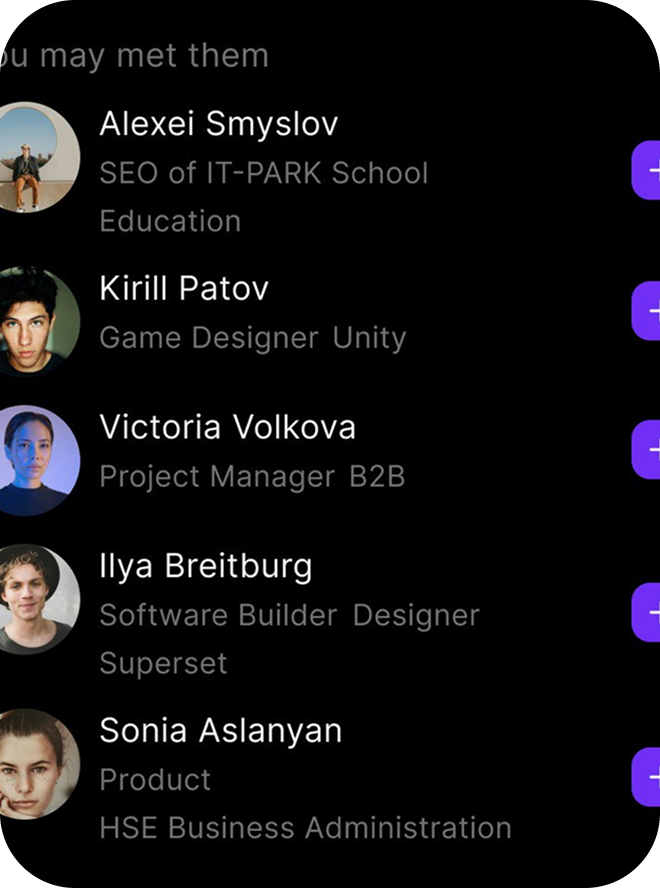 ou may met them
Alexei Smyslov
SEO of IT-PARK School
Education
Kirill Patov
Game Designer Unity
Victoria Volkova
Project Manager B2B
Ilya Breitburg
Software Builder Designer
Superset
Sonia Aslanyan
Product
HSE Business Administration